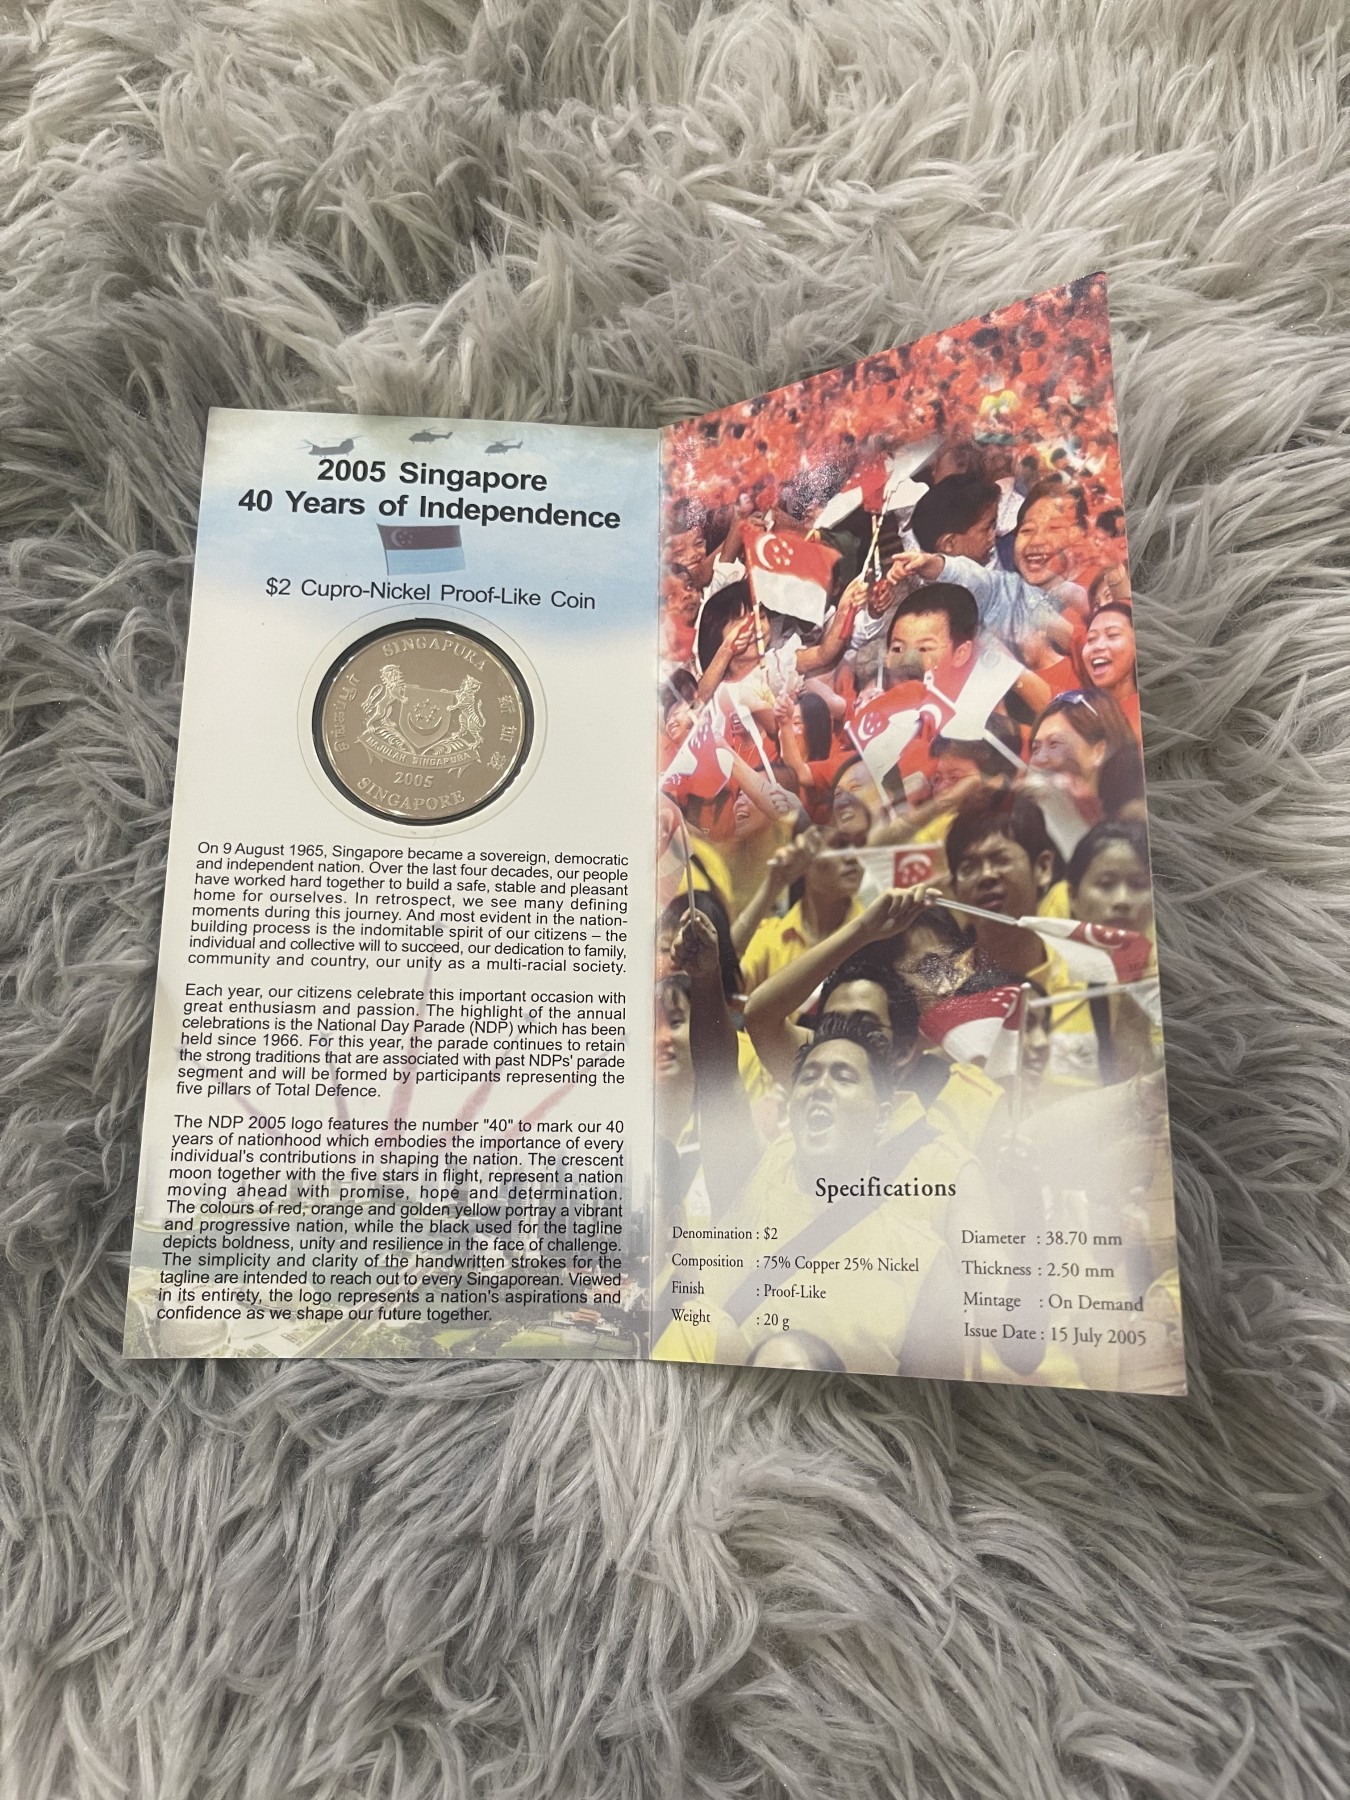 2005 Singapore
40 Years of Independence
$2 Cupro-Nickel Proof-Like Coin
SINGAPURA
சிங்கப்பூர்
新加坡
MAJULAH SINGAPURA
2005
SINGAPORE
On 9 August 1965, Singapore became a sovereign, democratic
and independent nation. Over the last four decades, our people
have worked hard together to build a safe, stable and pleasant
home for ourselves. In retrospect, we see many defining
moments during this journey. And most evident in the nation-
building process is the indomitable spirit of our citizens – the
individual and collective will to succeed, our dedication to family,
community and country, our unity as a multi-racial society.
Each year, our citizens celebrate this important occasion with
great enthusiasm and passion. The highlight of the annual
celebrations is the National Day Parade (NDP) which has been
held since 1966. For this year, the parade continues to retain
the strong traditions that are associated with past NDPs' parade
segment and will be formed by participants representing the
five pillars of Total Defence.
The NDP 2005 logo features the number "40" to mark our 40
years of nationhood which embodies the importance of every
individual's contributions in shaping the nation. The crescent
moon together with the five stars in flight, represent a nation
moving ahead with promise, hope and determination.
The colours of red, orange and golden yellow portray a vibrant
and progressive nation, while the black used for the tagline
depicts boldness, unity and resilience in the face of challenge.
The simplicity and clarity of the handwritten strokes for the
tagline are intended to reach out to every Singaporean. Viewed
in its entirety, the logo represents a nation's aspirations and
confidence as we shape our future together.
Specifications
Denomination : $2
Composition : 75% Copper 25% Nickel
Finish : Proof-Like
Weight : 20 g
Diameter : 38.70 mm
Thickness : 2.50 mm
Mintage : On Demand
Issue Date : 15 July 2005